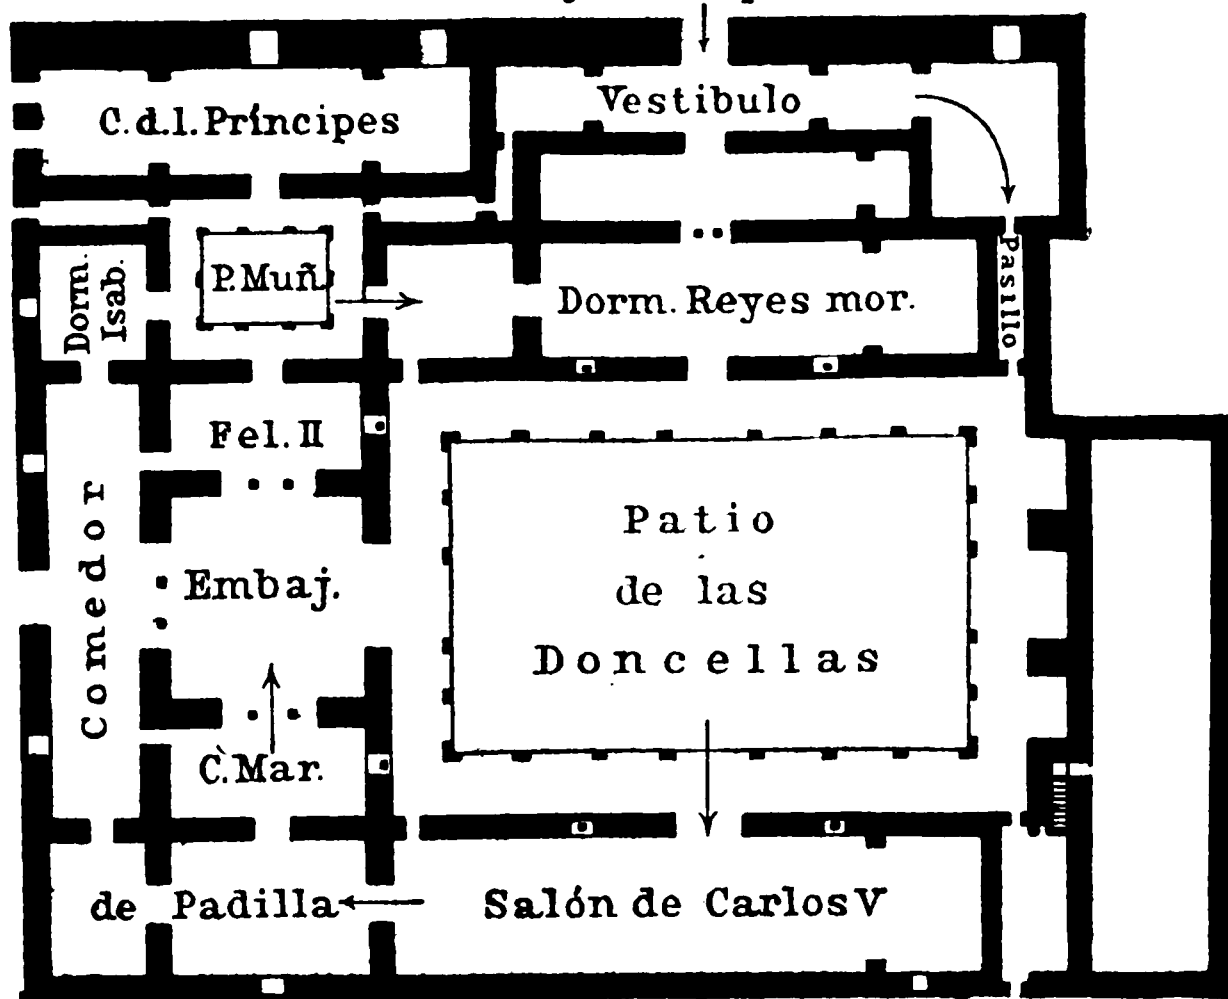 Vestibulo
C.d.l.Príncipes
Pasillo
P.Muñ.
Dorm.
Isab.
Dorm. Reyes mor.
Fel. II
Patio
de las
Doncellas
Comedor
Embaj.
C. Mar.
de Padilla
Salón de Carlos V